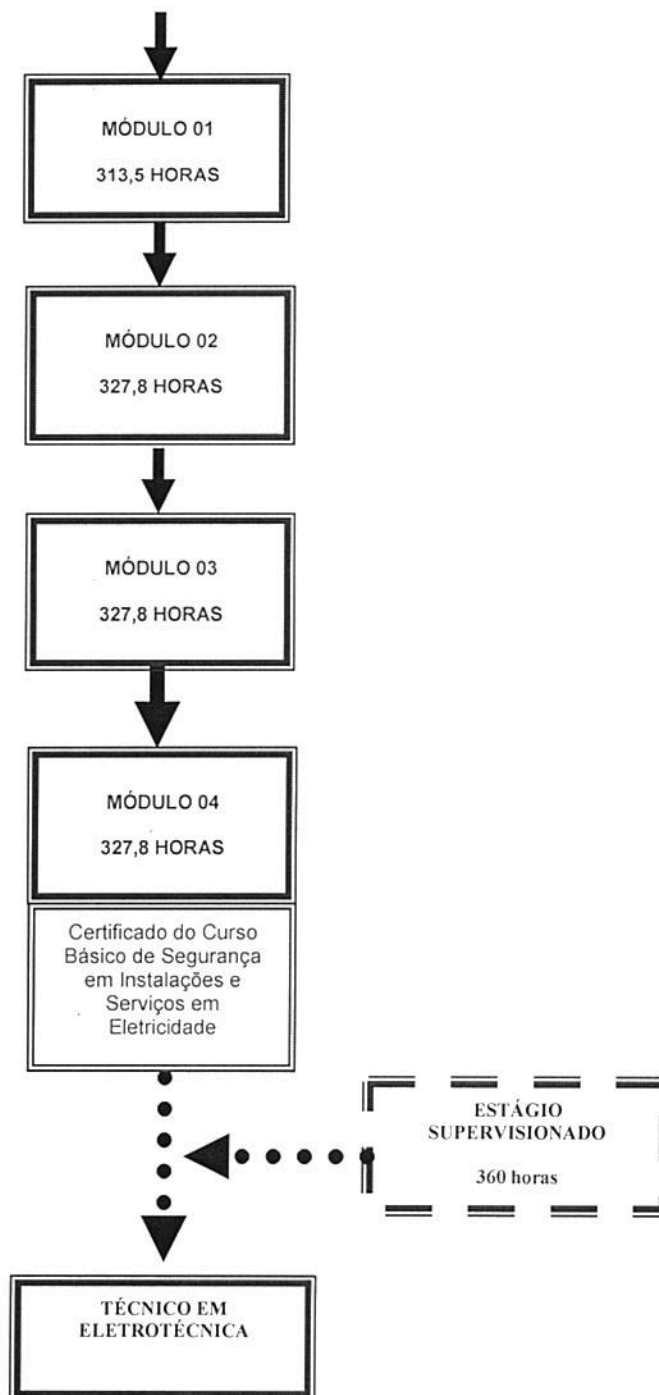 MÓDULO 01
313,5 HORAS
MÓDULO 02
327,8 HORAS
MÓDULO 03
327,8 HORAS
MÓDULO 04
327,8 HORAS
Certificado do Curso
Básico de Segurança
em Instalações e
Serviços em
Eletricidade
ESTÁGIO
SUPERVISIONADO
360 horas
TÉCNICO EM
ELETROTÉCNICA